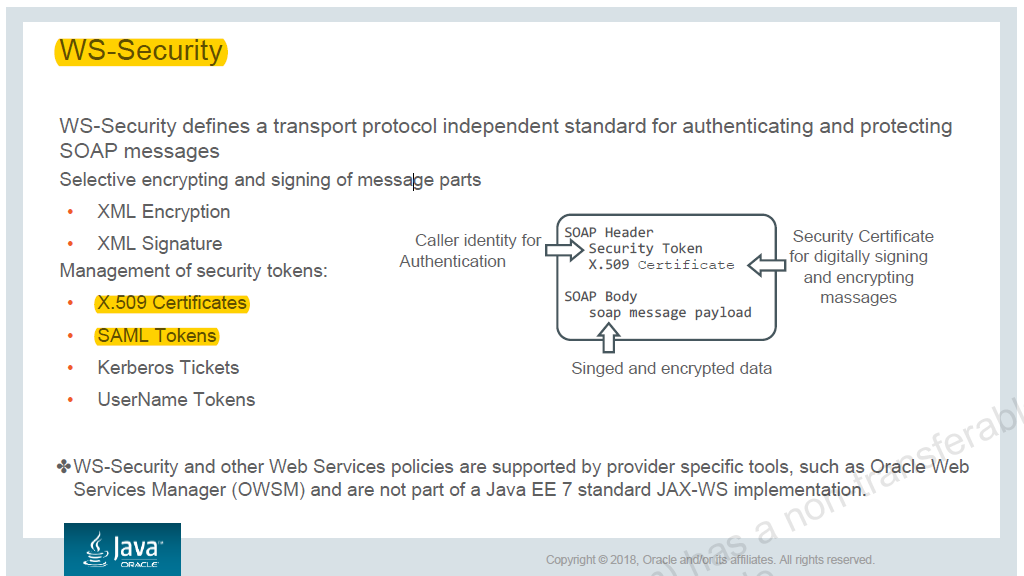 WS-Security
WS-Security defines a transport protocol independent standard for authenticating and protecting
SOAP messages
Selective encrypting and signing of message parts
• XML Encryption
• XML Signature
Management of security tokens:
• X.509 Certificates
• SAML Tokens
• Kerberos Tickets
• UserName Tokens
Caller identity for
Authentication
SOAP Header
Security Token
X.509 Certificate
SOAP Body
soap message payload
Security Certificate
for digitally signing
and encrypting
massages
Singed and encrypted data
✤WS-Security and other Web Services policies are supported by provider specific tools, such as Oracle Web
Services Manager (OWSM) and are not part of a Java EE 7 standard JAX-WS implementation.
Java™
ORACLE
Copyright © 2018, Oracle and/or its affiliates. All rights reserved.
has a non-transferabl